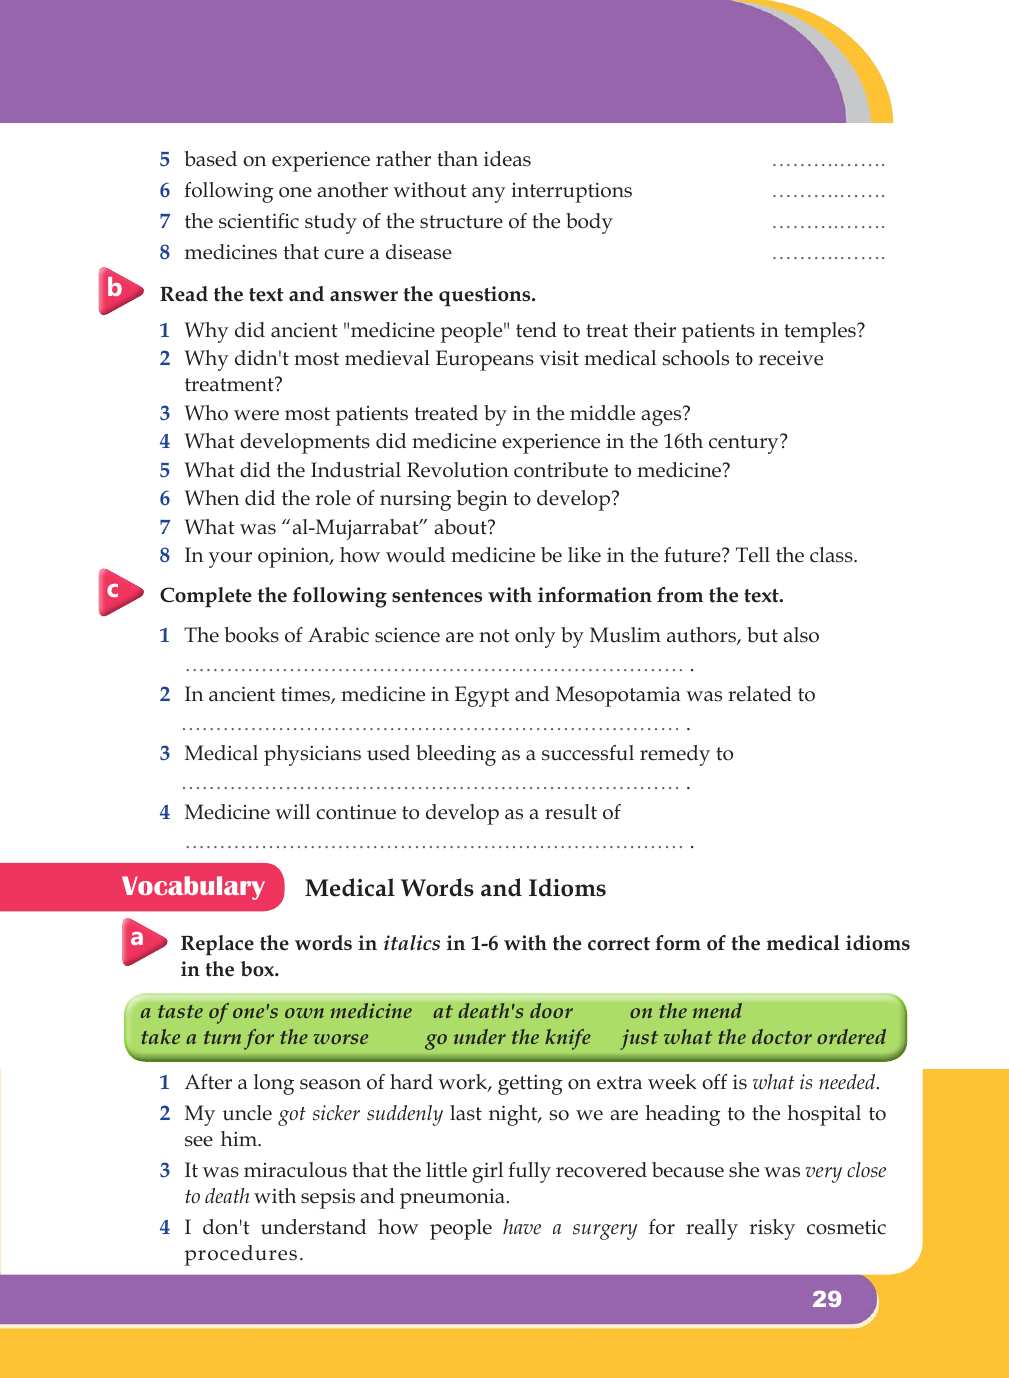 5 based on experience rather than ideas ..................
6 following one another without any interruptions ..................
7 the scientific study of the structure of the body ..................
8 medicines that cure a disease ..................
b Read the text and answer the questions.
1 Why did ancient "medicine people" tend to treat their patients in temples?
2 Why didn't most medieval Europeans visit medical schools to receive
treatment?
3 Who were most patients treated by in the middle ages?
4 What developments did medicine experience in the 16th century?
5 What did the Industrial Revolution contribute to medicine?
6 When did the role of nursing begin to develop?
7 What was “al-Mujarrabat” about?
8 In your opinion, how would medicine be like in the future? Tell the class.
c Complete the following sentences with information from the text.
1 The books of Arabic science are not only by Muslim authors, but also
........................................................................ .
2 In ancient times, medicine in Egypt and Mesopotamia was related to
........................................................................ .
3 Medical physicians used bleeding as a successful remedy to
........................................................................ .
4 Medicine will continue to develop as a result of
........................................................................ .
Vocabulary Medical Words and Idioms
a Replace the words in italics in 1-6 with the correct form of the medical idioms
in the box.
a taste of one's own medicine at death's door on the mend
take a turn for the worse go under the knife just what the doctor ordered
1 After a long season of hard work, getting on extra week off is what is needed.
2 My uncle got sicker suddenly last night, so we are heading to the hospital to
see him.
3 It was miraculous that the little girl fully recovered because she was very close
to death with sepsis and pneumonia.
4 I don't understand how people have a surgery for really risky cosmetic
procedures.
29